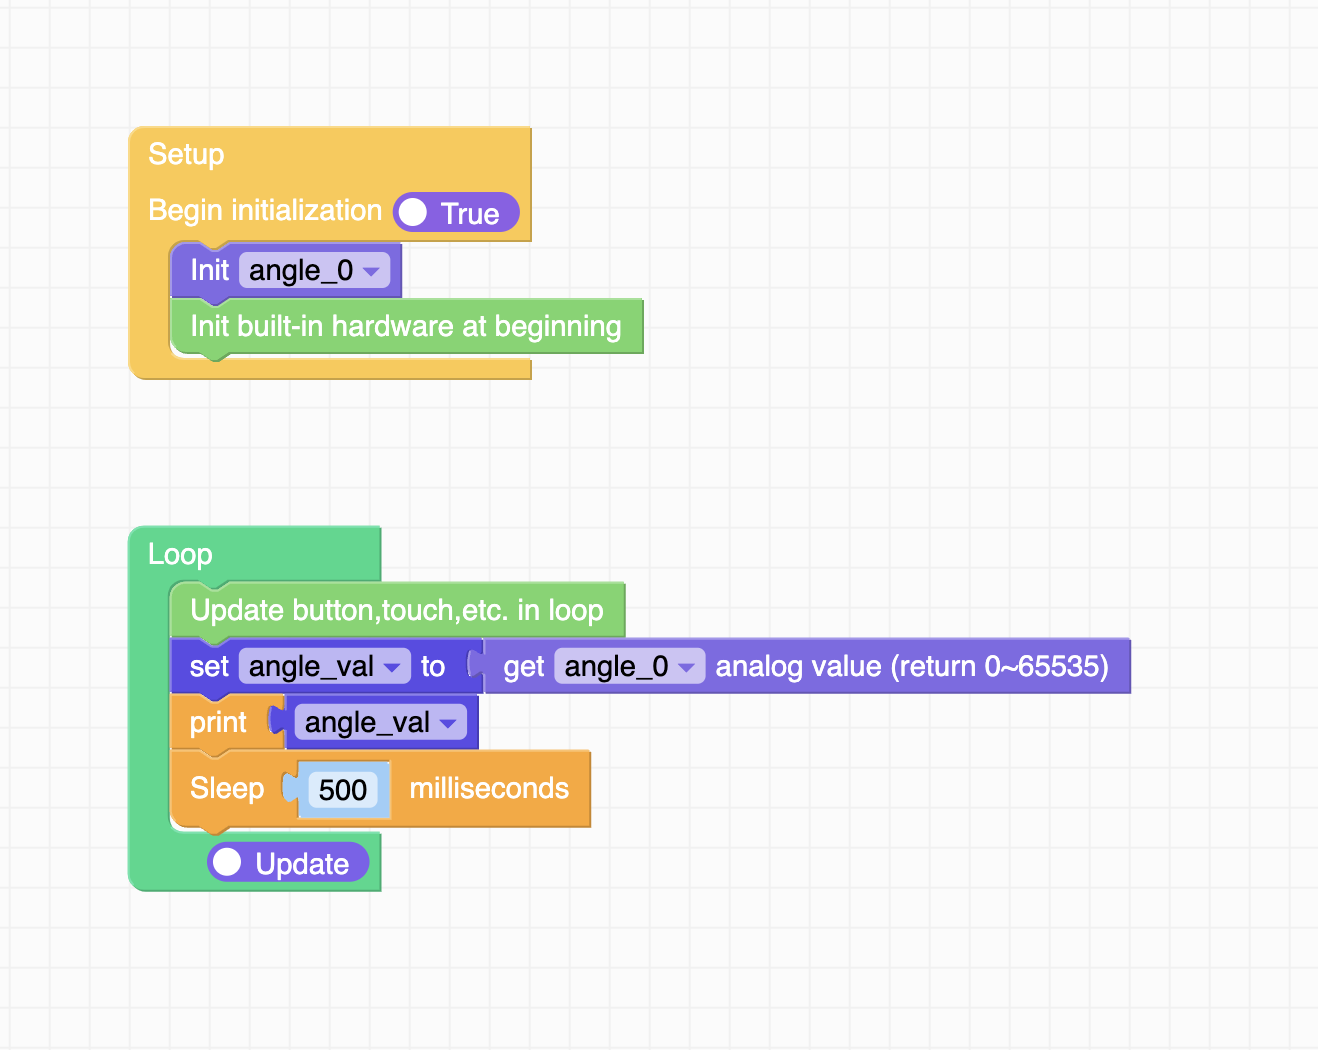 Setup
Begin initialization True
Init angle_0
Init built-in hardware at beginning
Loop
Update button,touch,etc. in loop
set angle_val to get angle_0 analog value (return 0~65535)
print angle_val
Sleep 500 milliseconds
Update